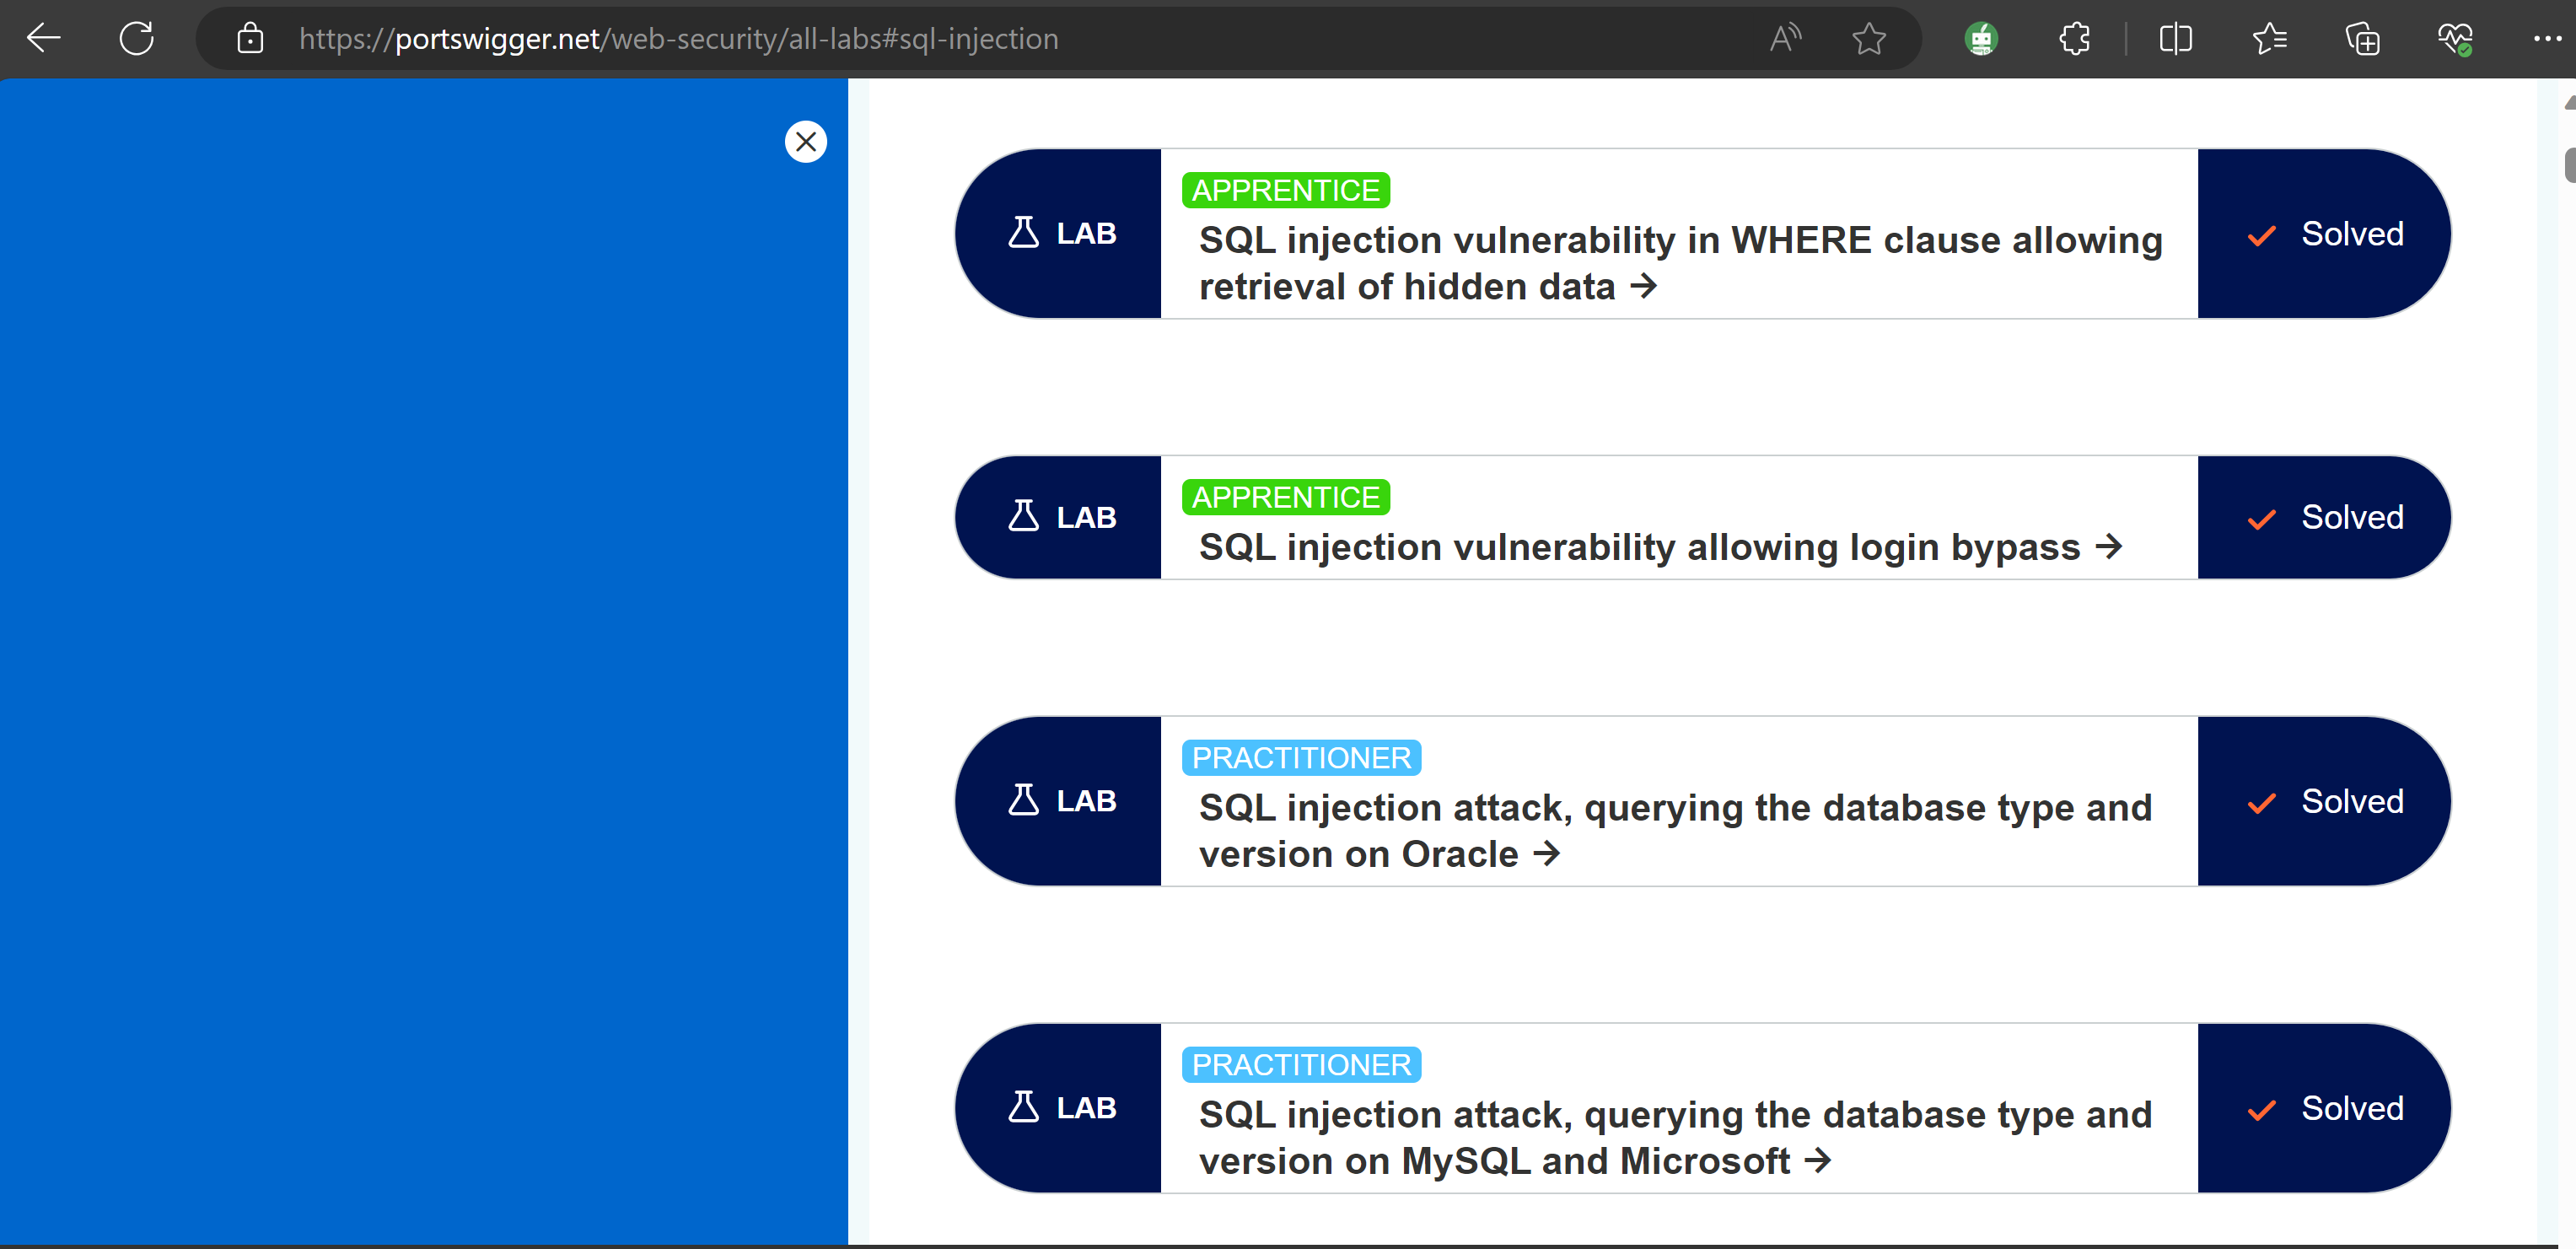 https://portswigger.net/web-security/all-labs#sql-injection
LAB
APPRENTICE
SQL injection vulnerability in WHERE clause allowing
retrieval of hidden data →
Solved
LAB
APPRENTICE
SQL injection vulnerability allowing login bypass →
Solved
LAB
PRACTITIONER
SQL injection attack, querying the database type and
version on Oracle →
Solved
LAB
PRACTITIONER
SQL injection attack, querying the database type and
version on MySQL and Microsoft →
Solved